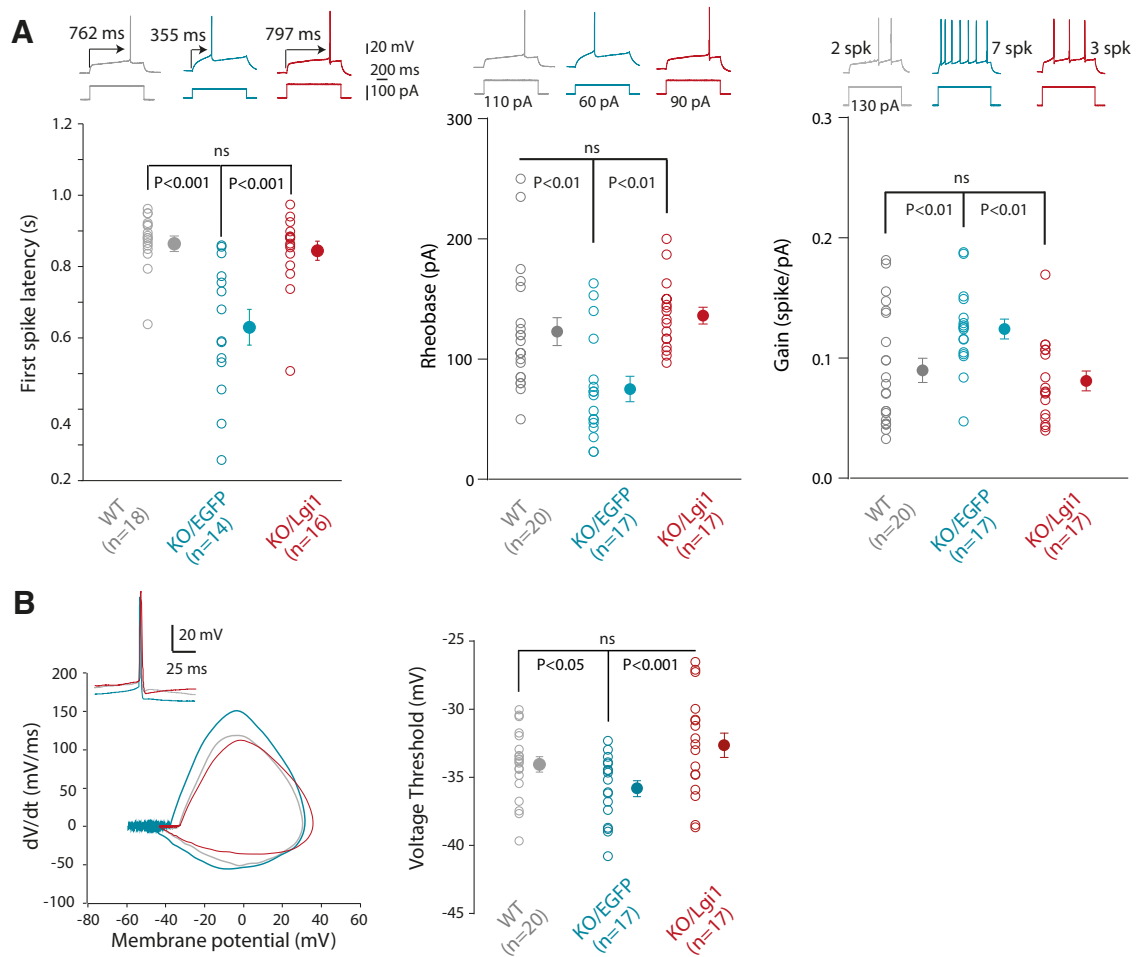 A
762 ms
355 ms
797 ms
20 mV
200 ms
100 pA
110 pA
60 pA
90 pA
2 spk
7 spk
3 spk
130 pA
First spike latency (s)
1.2
1.0
0.8
0.6
0.4
0.2
ns
P<0.001
P<0.001
WT
(n=18)
KO/EGFP
(n=14)
KO/Lgi1
(n=16)
Rheobase (pA)
300
200
100
0
ns
P<0.01
P<0.01
WT
(n=20)
KO/EGFP
(n=17)
KO/Lgi1
(n=17)
Gain (spike/pA)
0.3
0.2
0.1
0.0
ns
P<0.01
P<0.01
WT
(n=20)
KO/EGFP
(n=17)
KO/Lgi1
(n=17)
B
20 mV
25 ms
dV/dt (mV/ms)
200
150
100
50
0
-50
-100
-80
-60
-40
-20
0
20
40
60
Membrane potential (mV)
Voltage Threshold (mV)
-25
-30
-35
-40
-45
ns
P<0.05
P<0.001
WT
(n=20)
KO/EGFP
(n=17)
KO/Lgi1
(n=17)